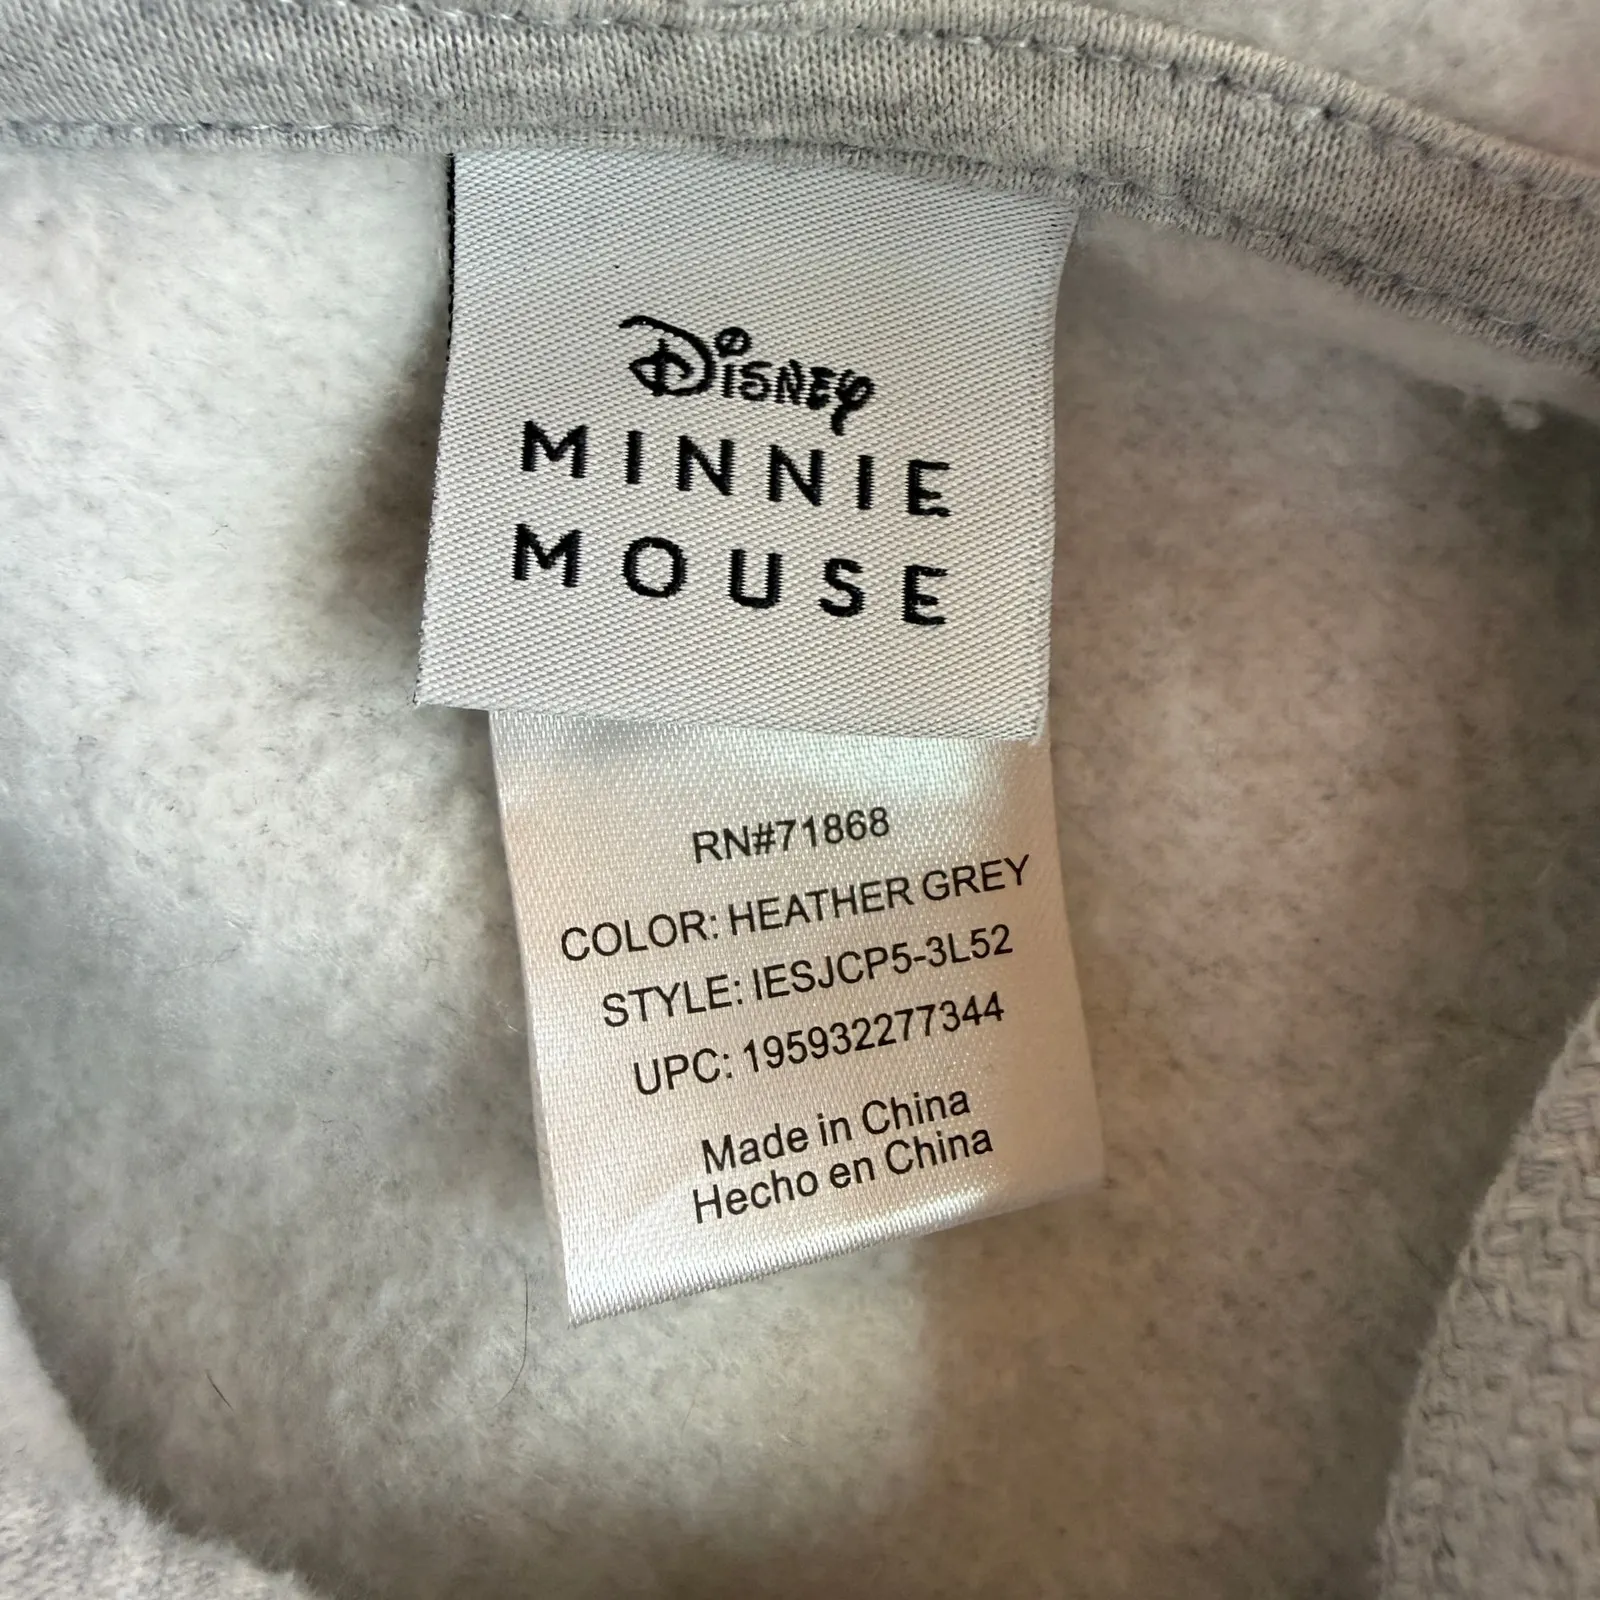 Disney
MINNIE
MOUSE
RN#71868
COLOR: HEATHER GREY
STYLE: IESJCP5-3L52
UPC: 195932277344
Made in China
Hecho en China